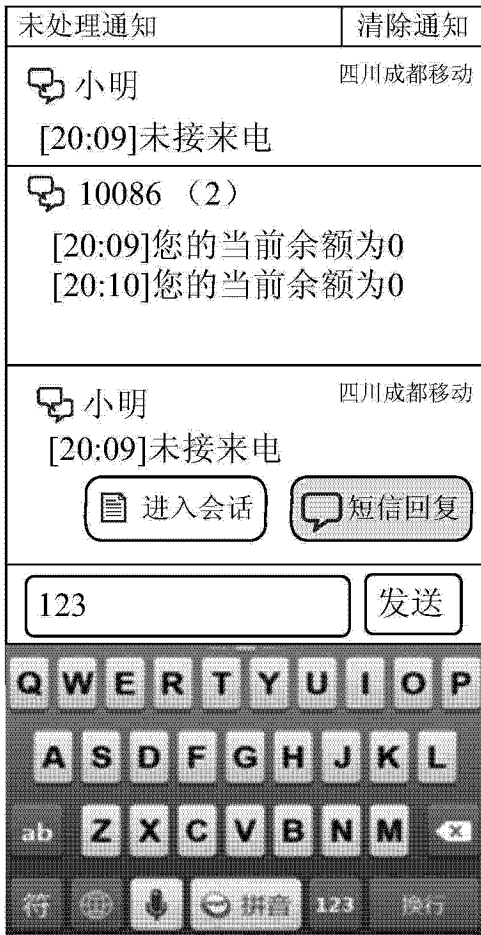 未处理通知 清除通知
小明 四川成都移动
[20:09]未接来电
10086 （2）
[20:09]您的当前余额为0
[20:10]您的当前余额为0
小明 四川成都移动
[20:09]未接来电
进入会话 短信回复
123 发送
Q W E R T Y U I O P
A S D F G H J K L
ab Z X C V B N M
符 拼音 123 换行